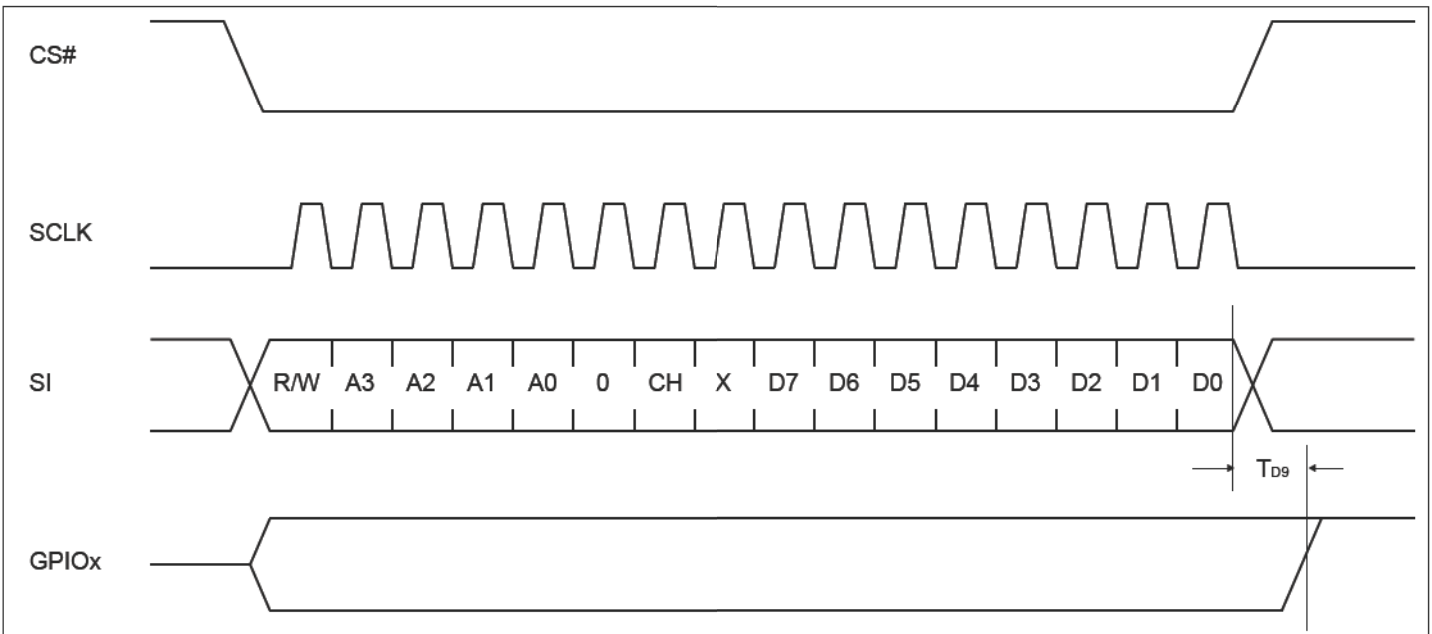 CS#
SCLK
SI R/W A3 A2 A1 A0 0 CH X D7 D6 D5 D4 D3 D2 D1 D0
TD9
GPIOx